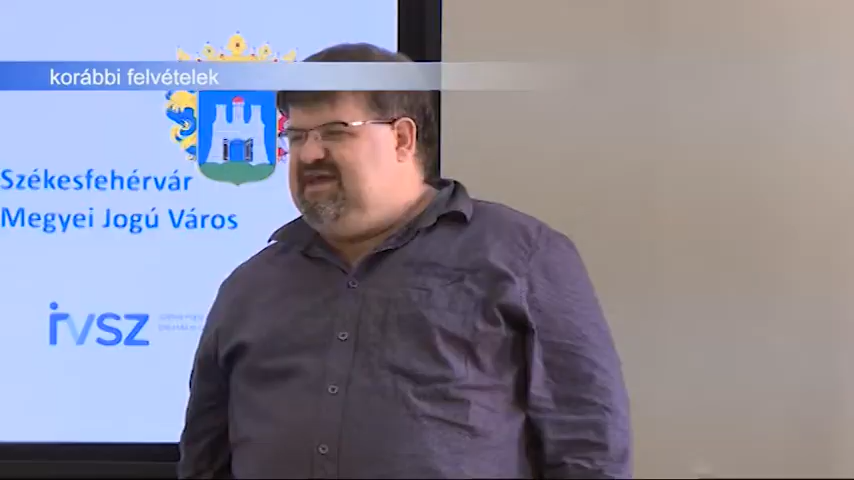 korábbi felvételek
Székesfehérvár
Megyei Jogú Város
ivsz